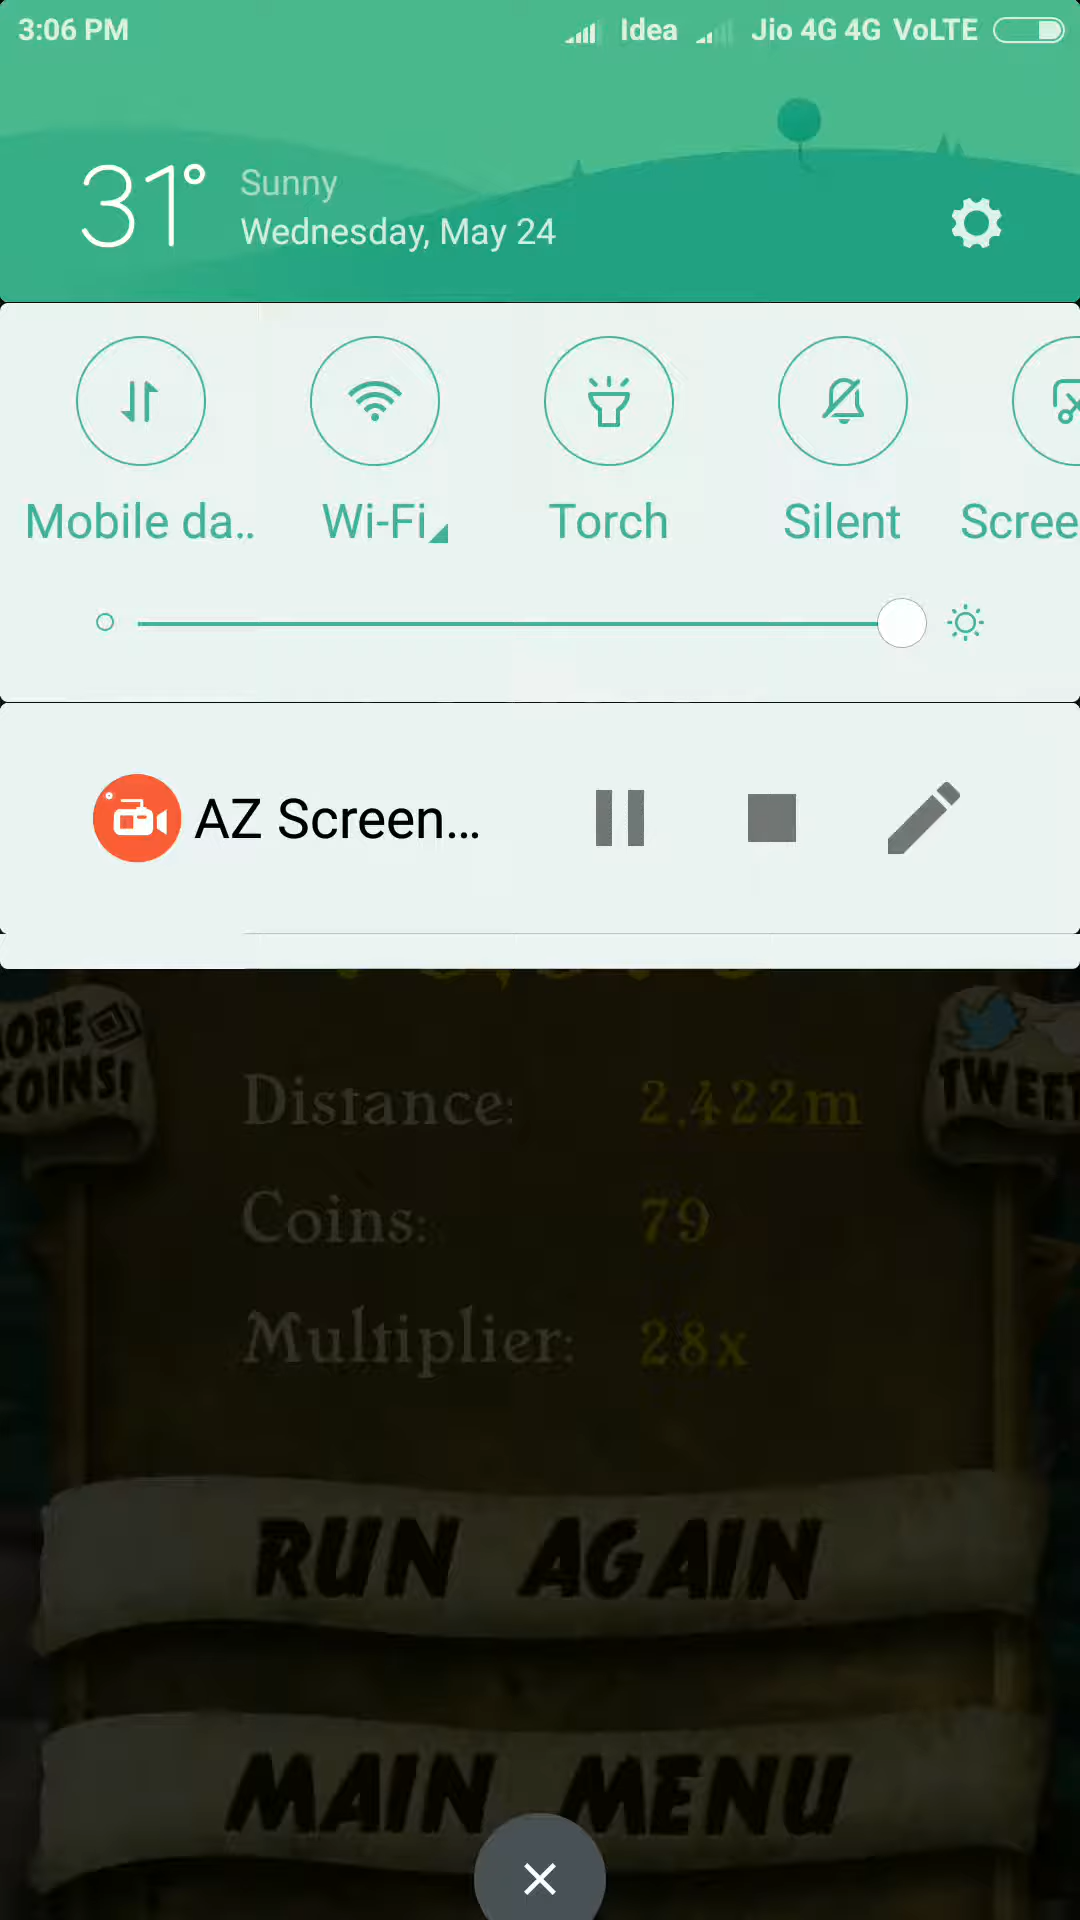 3:06 PM Idea Jio 4G 4G VoLTE
31° Sunny
Wednesday, May 24
Mobile da.. Wi-Fi Torch Silent Scree
AZ Screen...
ORE
COINS!
TWEET
Distance: 2,422m
Coins: 79
Multiplier: 28x
RUN AGAIN
MAIN MENU